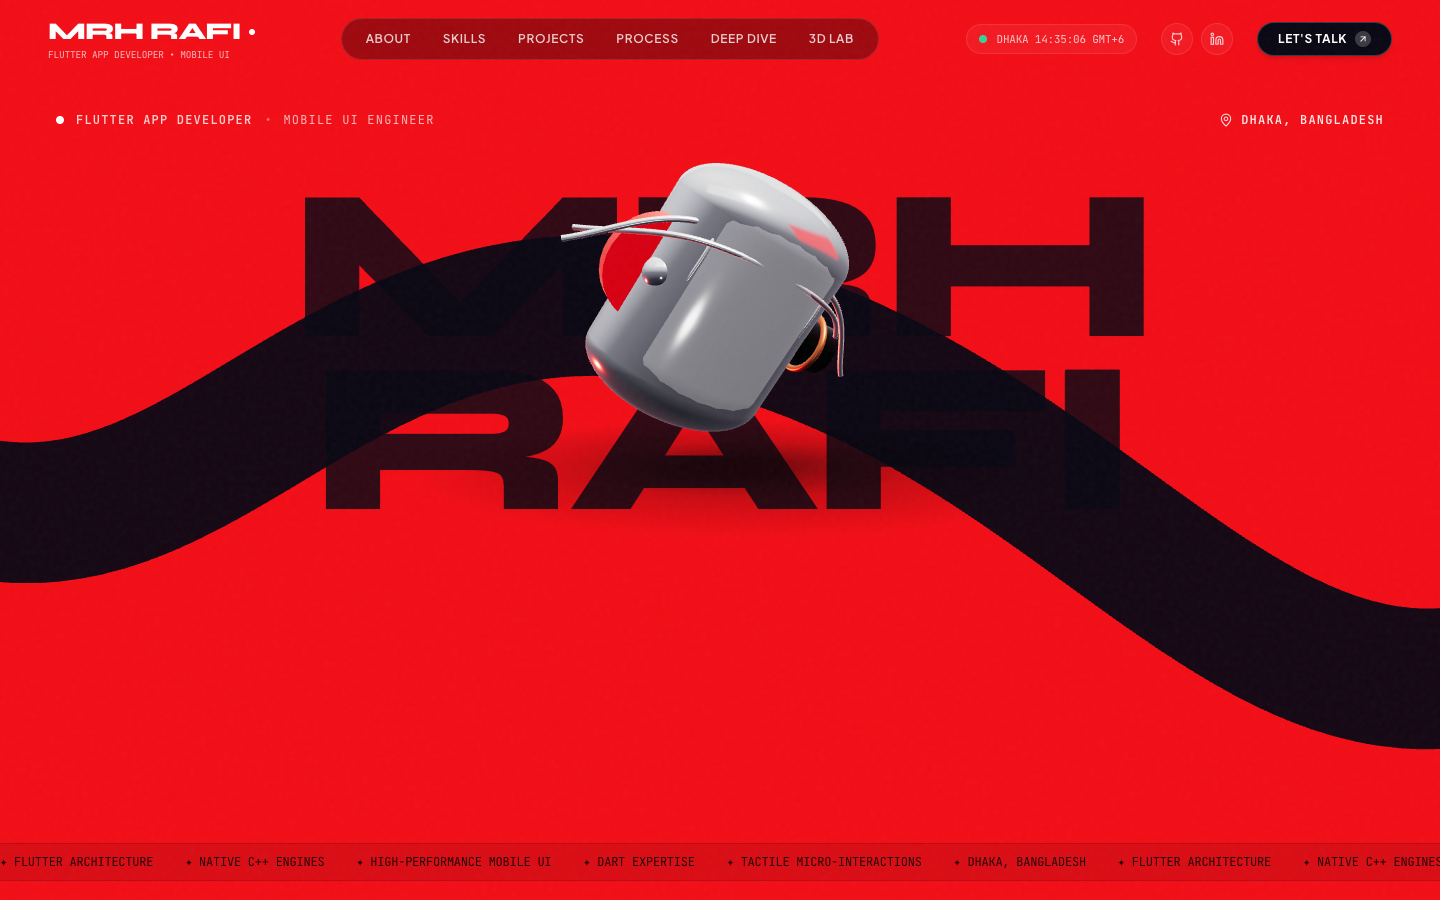 MRH RAFI
FLUTTER APP DEVELOPER • MOBILE UI
ABOUT SKILLS PROJECTS PROCESS DEEP DIVE 3D LAB
DHAKA 14:35:06 GMT+6
LET'S TALK
FLUTTER APP DEVELOPER • MOBILE UI ENGINEER
DHAKA, BANGLADESH
MRH
RAFI
✦ FLUTTER ARCHITECTURE ✦ NATIVE C++ ENGINES ✦ HIGH-PERFORMANCE MOBILE UI ✦ DART EXPERTISE ✦ TACTILE MICRO-INTERACTIONS ✦ DHAKA, BANGLADESH ✦ FLUTTER ARCHITECTURE ✦ NATIVE C++ ENGINES